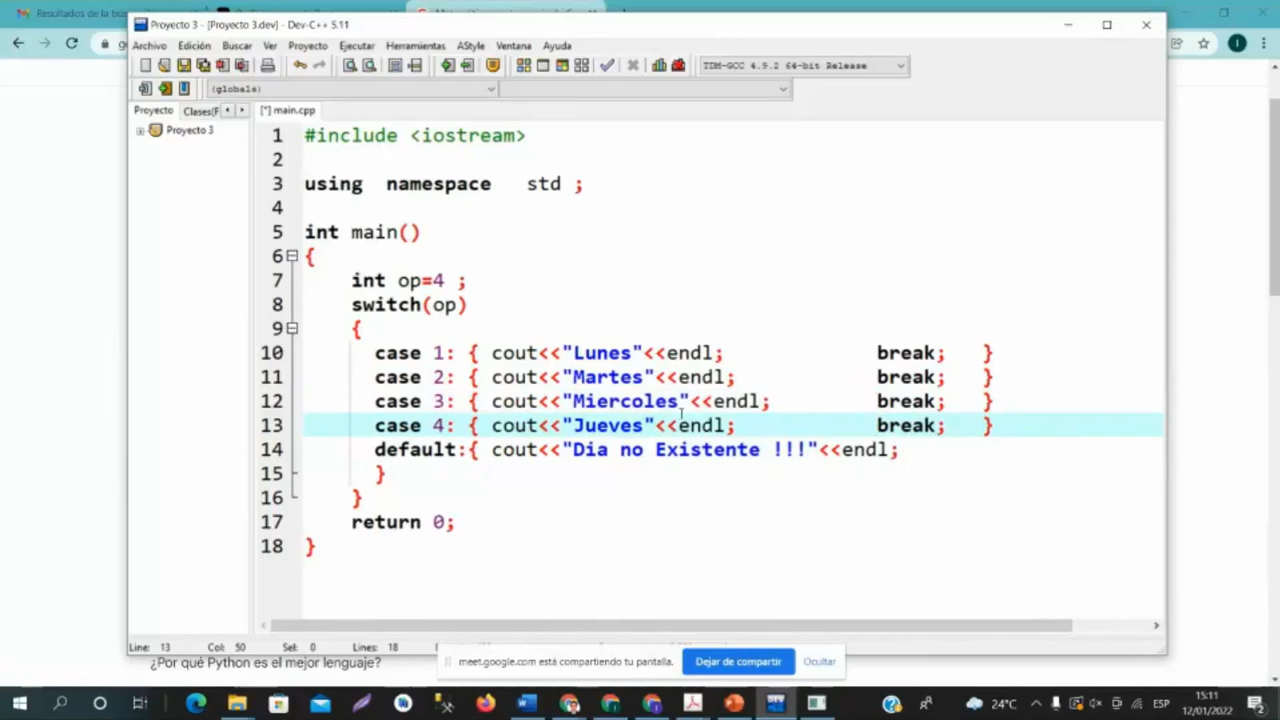 Resultados de la bús
Proyecto 3 - [Proyecto 3.dev] - Dev-C++ 5.11
Archivo Edición Buscar Ver Proyecto Ejecutar Herramientas AStyle Ventana Ayuda
TDM-GCC 4.9.2 64-bit Release
(globals)
Proyecto Clases[F [*] main.cpp
Proyecto 3
1 #include <iostream>
2
3 using namespace std ;
4
5 int main()
6 {
7 int op=4 ;
8 switch(op)
9 {
10 case 1: { cout<<"Lunes"<<endl; break; }
11 case 2: { cout<<"Martes"<<endl; break; }
12 case 3: { cout<<"Miercoles"<<endl; break; }
13 case 4: { cout<<"Jueves"<<endl; break; }
14 default:{ cout<<"Dia no Existente !!!"<<endl;
15 }
16 }
17 return 0;
18 }
Line: 13 Col: 50 Sel: 0 Lines: 18
¿Por qué Python es el mejor lenguaje?
meet.google.com está compartiendo tu pantalla. Dejar de compartir Ocultar
24°C ESP 15:11
12/01/2022